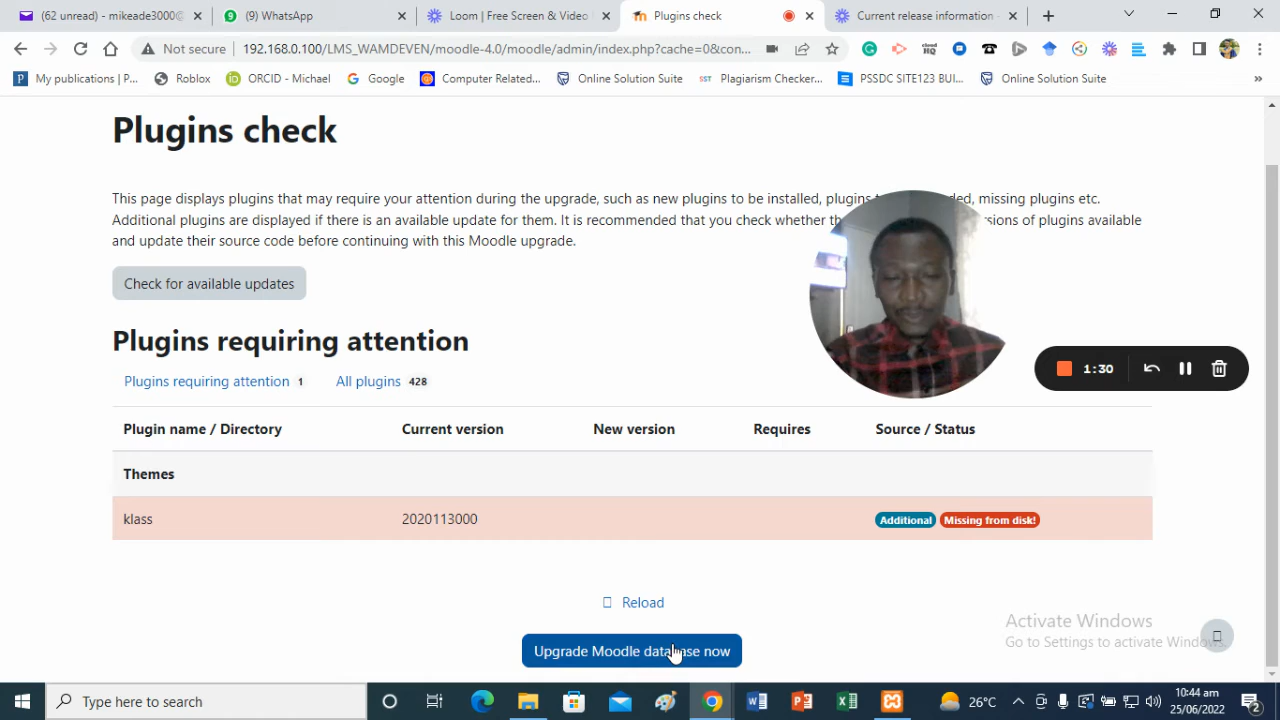 (62 unread) - mikeade3000@
(9) WhatsApp
Loom | Free Screen & Video
Plugins check
Current release information
Not secure
192.168.0.100/LMS_WAMDEVEN/moodle-4.0/moodle/admin/index.php?cache=0&con...
My publications | P...
Roblox
ORCID - Michael
Google
Computer Related...
Online Solution Suite
SST
Plagiarism Checker...
PSSDC SITE123 BUI...
Online Solution Suite
Plugins check
This page displays plugins that may require your attention during the upgrade, such as new plugins to be installed, plugins ded, missing plugins etc.
Additional plugins are displayed if there is an available update for them. It is recommended that you check whether sions of plugins available
and update their source code before continuing with this Moodle upgrade.
Check for available updates
Plugins requiring attention
Plugins requiring attention 1
All plugins 428
1:30
Plugin name / Directory Current version New version Requires Source / Status
Themes
klass 2020113000 Additional Missing from disk!
Reload
Upgrade Moodle database now
Activate Windows
Go to Settings to activate Windows.
Type here to search
26°C
10:44 am
25/06/2022
2